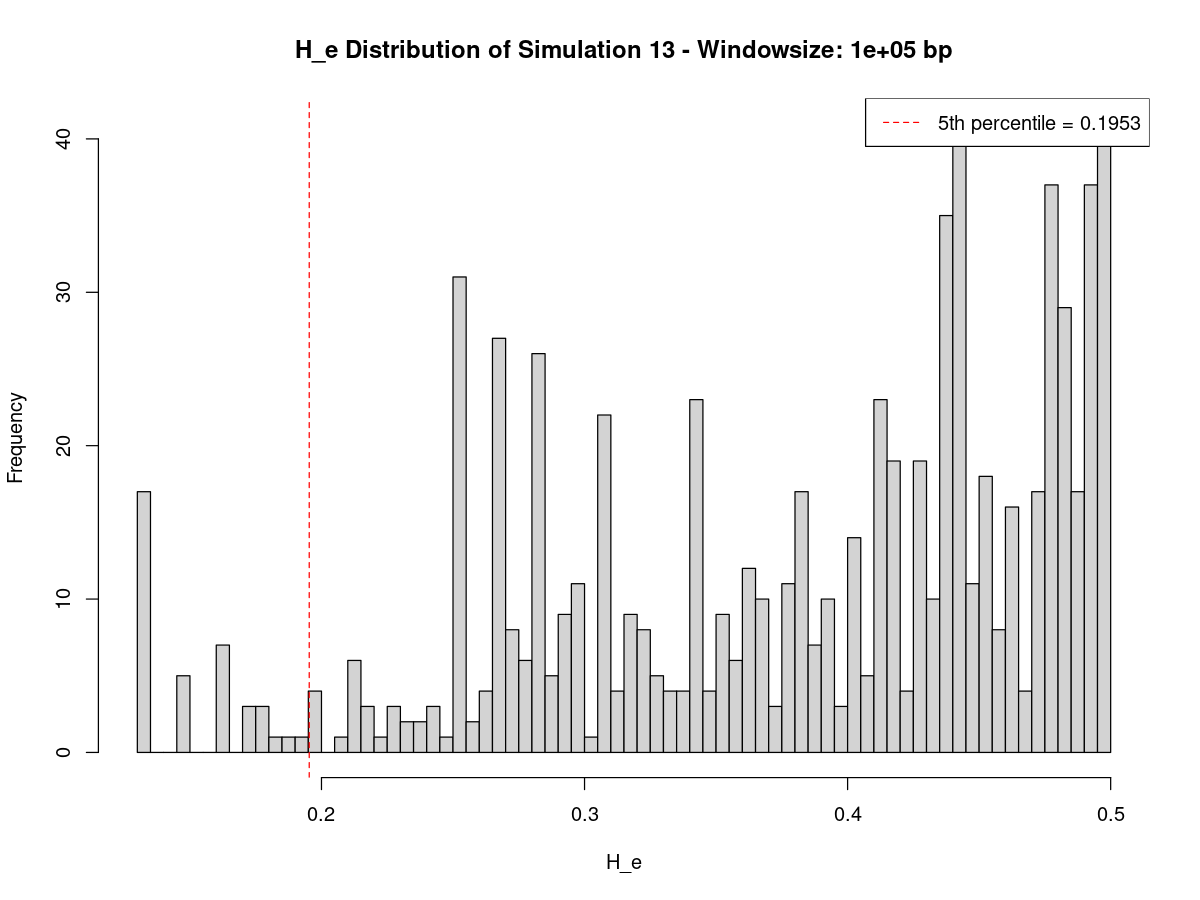 H_e Distribution of Simulation 13 - Windowsize: 1e+05 bp
5th percentile = 0.1953
Frequency
40
30
20
10
0
0.2 0.3 0.4 0.5
H_e